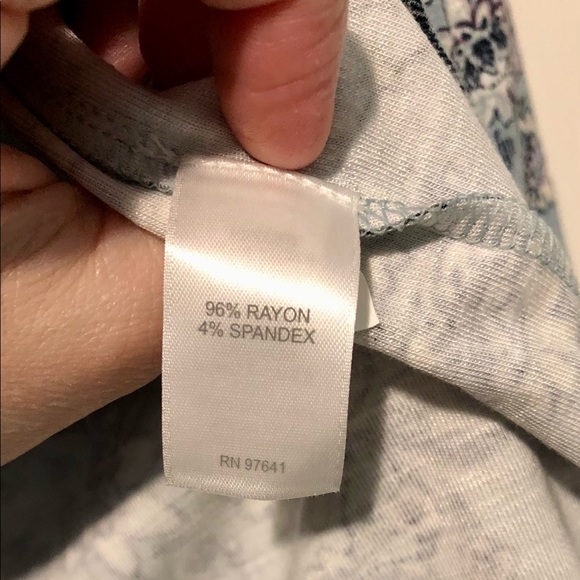 96% RAYON
4% SPANDEX
RN 97641